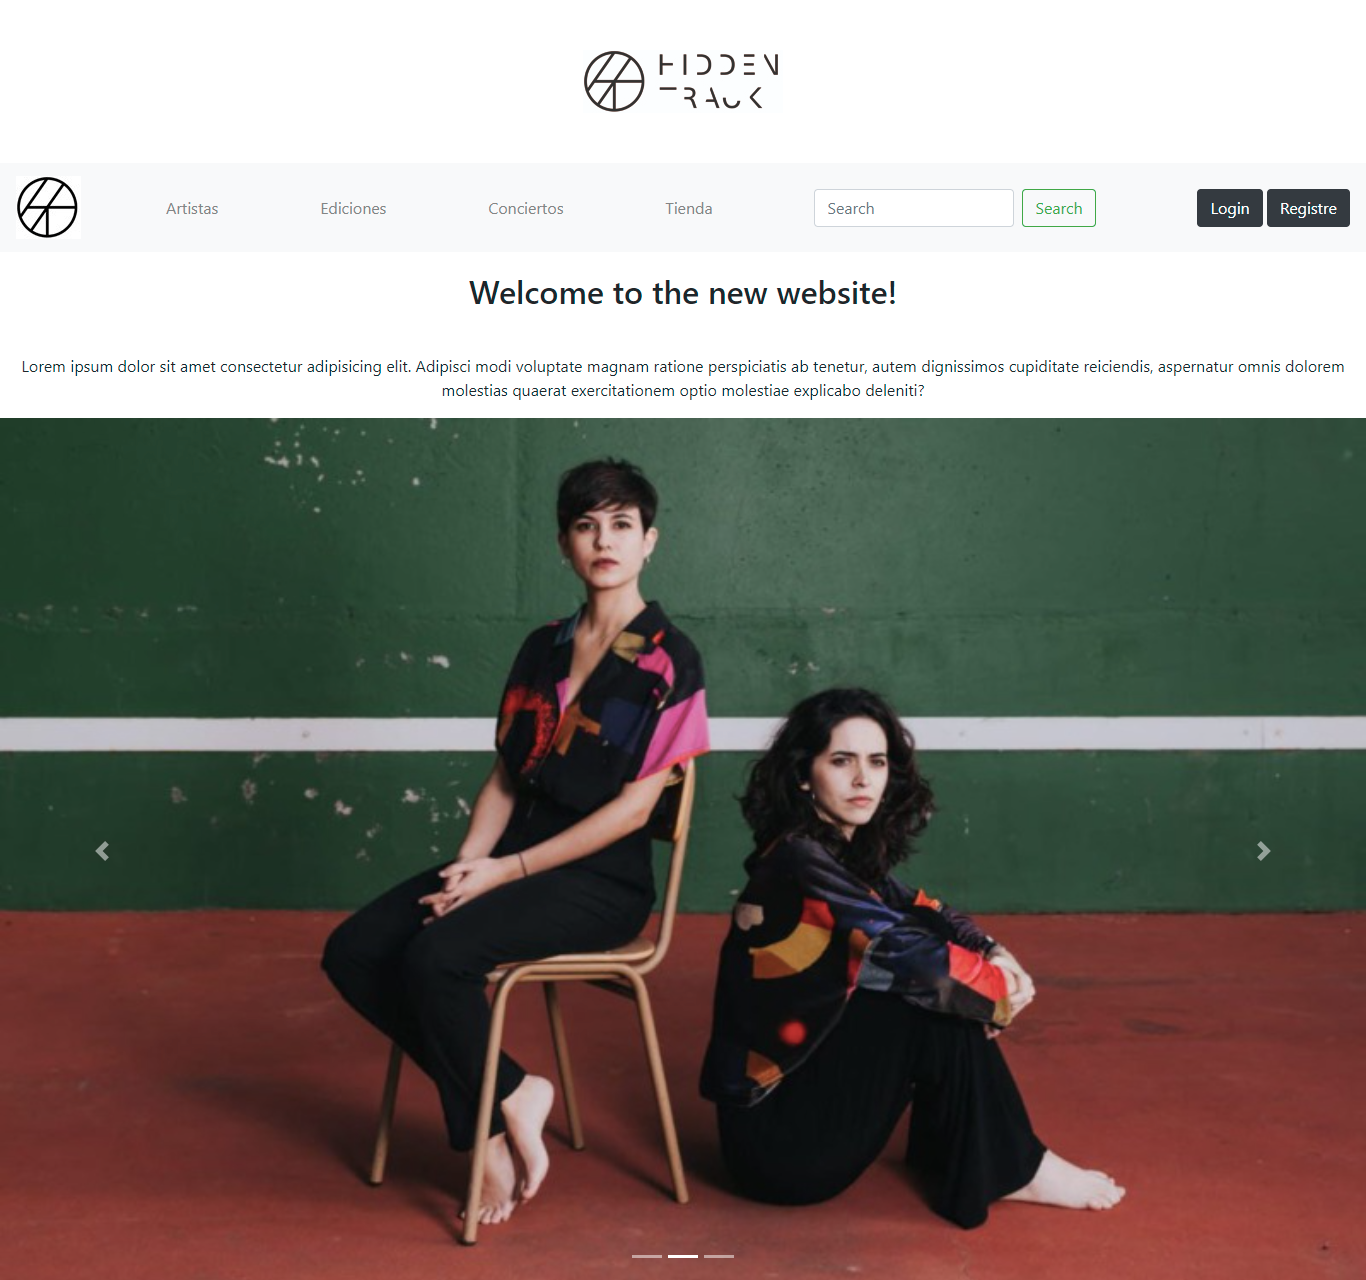 HIDDEN
TRACK
Artistas Ediciones Conciertos Tienda Search Search Login Registre
Welcome to the new website!
Lorem ipsum dolor sit amet consectetur adipisicing elit. Adipisci modi voluptate magnam ratione perspiciatis ab tenetur, autem dignissimos cupiditate reiciendis, aspernatur omnis dolorem
molestias quaerat exercitationem optio molestiae explicabo deleniti?